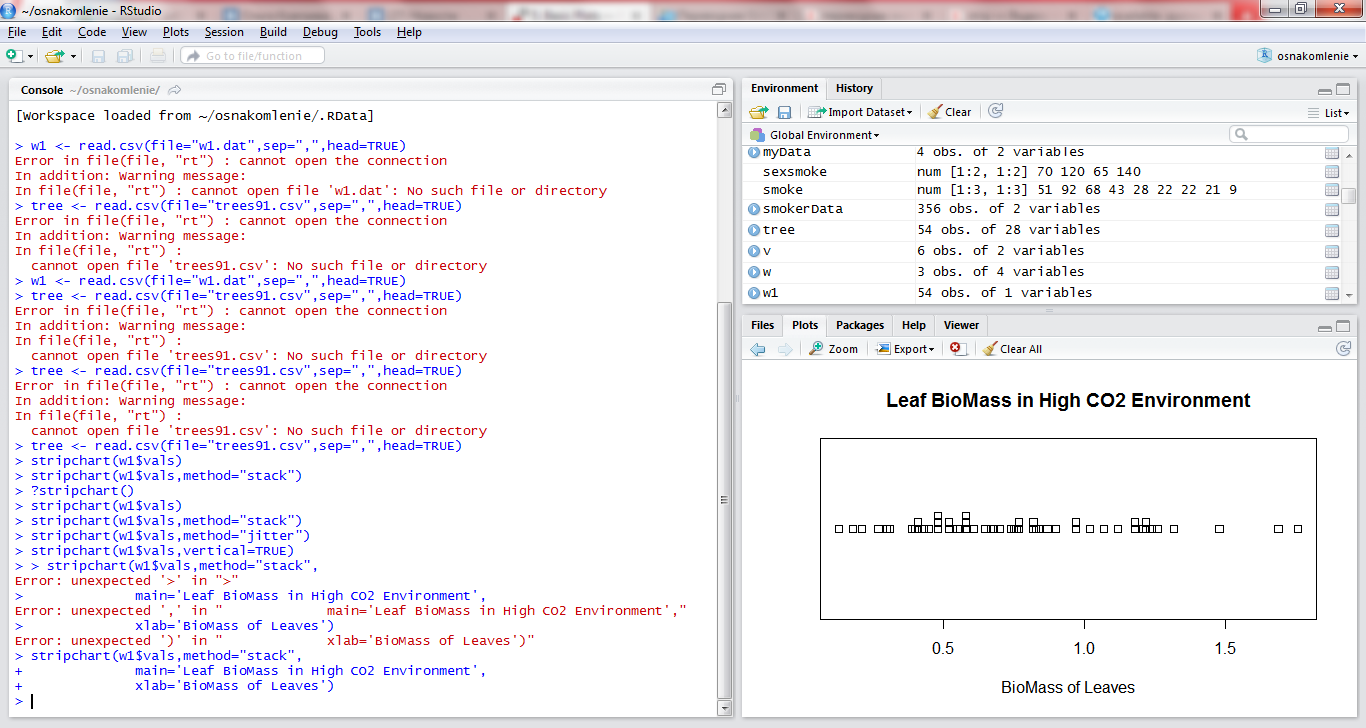 ~/osnakomlenie - RStudio
File Edit Code View Plots Session Build Debug Tools Help
Go to file/function
osnakomlenie
Console ~/osnakomlenie/
[Workspace loaded from ~/osnakomlenie/.RData]
> w1 <- read.csv(file="w1.dat",sep=",",head=TRUE)
Error in file(file, "rt") : cannot open the connection
In addition: Warning message:
In file(file, "rt") : cannot open file 'w1.dat': No such file or directory
> tree <- read.csv(file="trees91.csv",sep=",",head=TRUE)
Error in file(file, "rt") : cannot open the connection
In addition: Warning message:
In file(file, "rt") :
  cannot open file 'trees91.csv': No such file or directory
> w1 <- read.csv(file="w1.dat",sep=",",head=TRUE)
> tree <- read.csv(file="trees91.csv",sep=",",head=TRUE)
Error in file(file, "rt") : cannot open the connection
In addition: Warning message:
In file(file, "rt") :
  cannot open file 'trees91.csv': No such file or directory
> tree <- read.csv(file="trees91.csv",sep=",",head=TRUE)
Error in file(file, "rt") : cannot open the connection
In addition: Warning message:
In file(file, "rt") :
  cannot open file 'trees91.csv': No such file or directory
> tree <- read.csv(file="trees91.csv",sep=",",head=TRUE)
> stripchart(w1$vals)
> stripchart(w1$vals,method="stack")
> ?stripchart()
> stripchart(w1$vals)
> stripchart(w1$vals,method="stack")
> stripchart(w1$vals,method="jitter")
> stripchart(w1$vals,vertical=TRUE)
> > stripchart(w1$vals,method="stack",
Error: unexpected '>' in ">"
>              main='Leaf BioMass in High CO2 Environment',
Error: unexpected ',' in "             main='Leaf BioMass in High CO2 Environment',"
>              xlab='BioMass of Leaves')
Error: unexpected ')' in "             xlab='BioMass of Leaves')"
> stripchart(w1$vals,method="stack",
+              main='Leaf BioMass in High CO2 Environment',
+              xlab='BioMass of Leaves')
>
Environment History
Import Dataset Clear List
Global Environment
myData 4 obs. of 2 variables
sexsmoke num [1:2, 1:2] 70 120 65 140
smoke num [1:3, 1:3] 51 92 68 43 28 22 22 21 9
smokerData 356 obs. of 2 variables
tree 54 obs. of 28 variables
v 6 obs. of 2 variables
w 3 obs. of 4 variables
w1 54 obs. of 1 variables
Files Plots Packages Help Viewer
Zoom Export Clear All
Leaf BioMass in High CO2 Environment
0.5 1.0 1.5
BioMass of Leaves